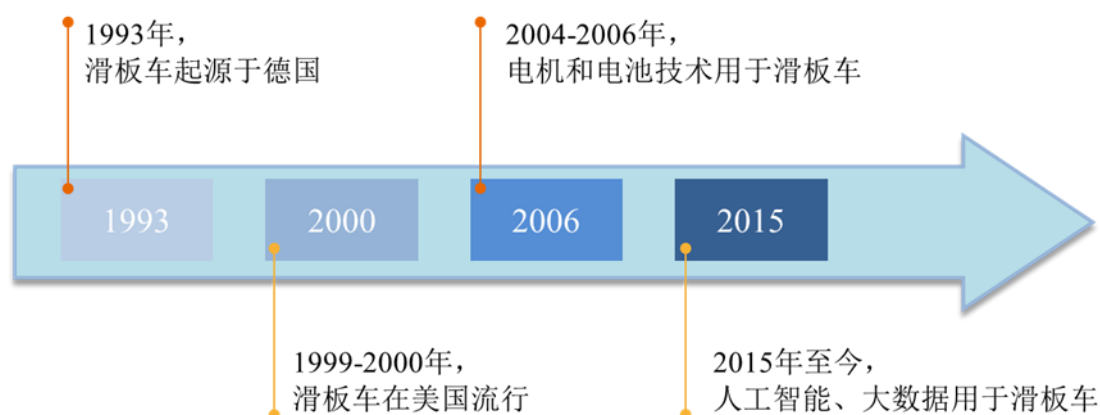 1993年，
滑板车起源于德国
2004-2006年，
电机和电池技术用于滑板车
1993
2000
2006
2015
1999-2000年，
滑板车在美国流行
2015年至今，
人工智能、大数据用于滑板车